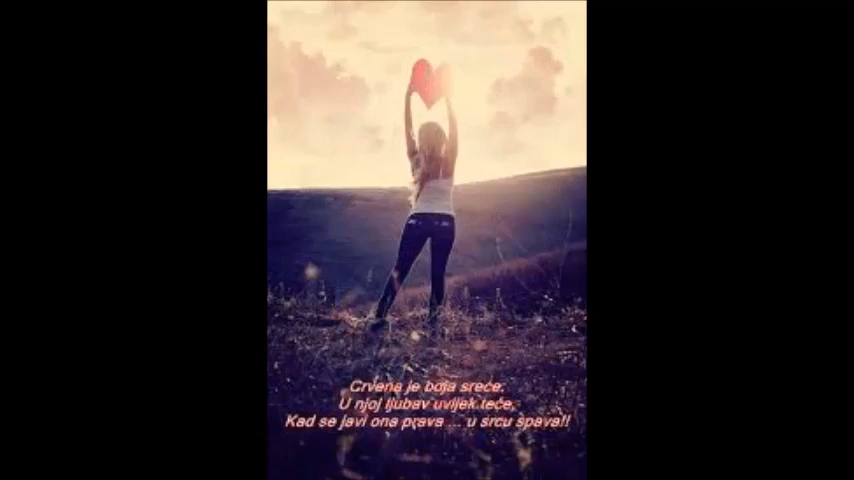 Crvena je boja sreće.
U njoj ljubav uvijek teče.
Kad se javi ona prava ... u srcu spava!!